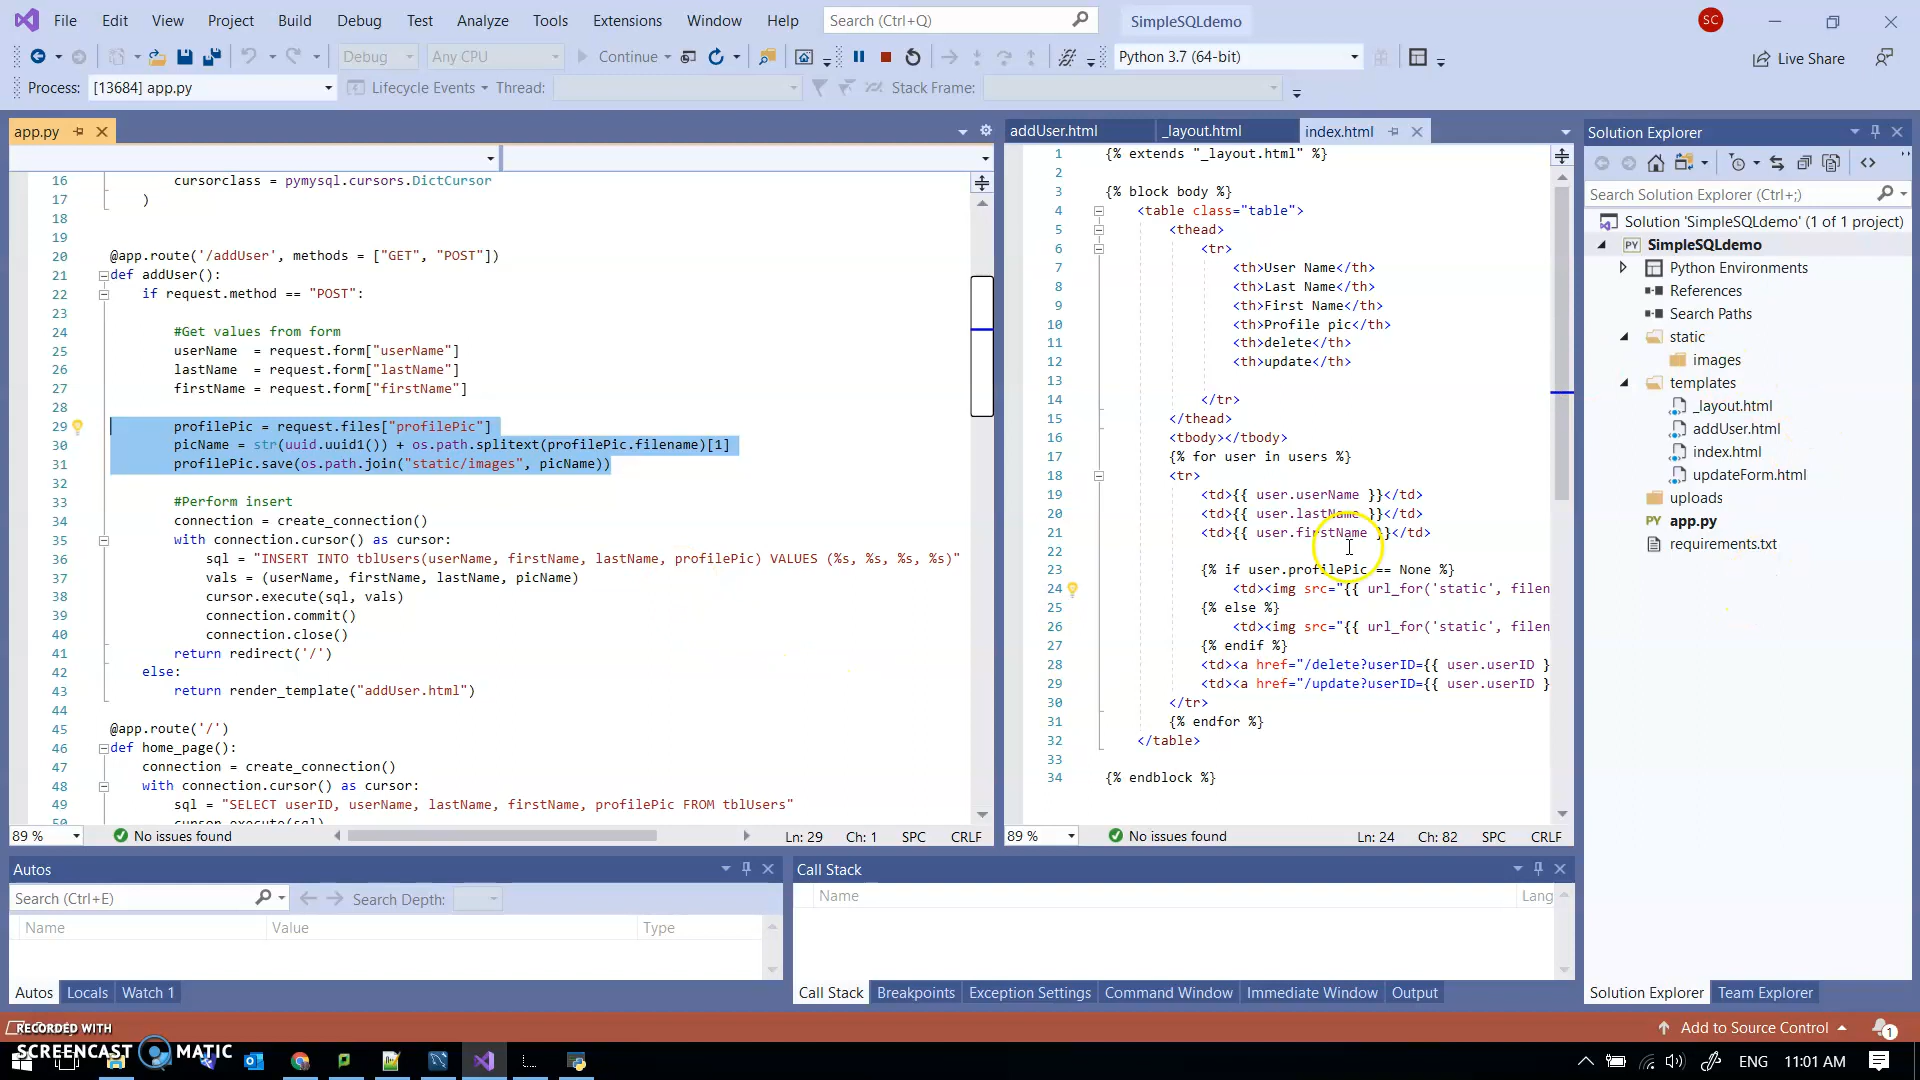 File Edit View Project Build Debug Test Analyze Tools Extensions Window Help Search (Ctrl+Q) SimpleSQLdemo SC
Debug Any CPU Continue Python 3.7 (64-bit) Live Share
Process: [13684] app.py Lifecycle Events Thread: Stack Frame:
app.py
16 cursorclass = pymysql.cursors.DictCursor
17 )
18
19
20 @app.route('/addUser', methods = ["GET", "POST"])
21 def addUser():
22 if request.method == "POST":
23
24 #Get values from form
25 userName = request.form["userName"]
26 lastName = request.form["lastName"]
27 firstName = request.form["firstName"]
28
29 profilePic = request.files["profilePic"]
30 picName = str(uuid.uuid1()) + os.path.splitext(profilePic.filename)[1]
31 profilePic.save(os.path.join("static/images", picName))
32
33 #Perform insert
34 connection = create_connection()
35 with connection.cursor() as cursor:
36 sql = "INSERT INTO tblUsers(userName, firstName, lastName, profilePic) VALUES (%s, %s, %s, %s)"
37 vals = (userName, firstName, lastName, picName)
38 cursor.execute(sql, vals)
39 connection.commit()
40 connection.close()
41 return redirect('/')
42 else:
43 return render_template("addUser.html")
44
45 @app.route('/')
46 def home_page():
47 connection = create_connection()
48 with connection.cursor() as cursor:
49 sql = "SELECT userID, userName, lastName, firstName, profilePic FROM tblUsers"
50 cursor.execute(sql)
89 % No issues found Ln: 29 Ch: 1 SPC CRLF
addUser.html _layout.html index.html
1 {% extends "_layout.html" %}
2
3 {% block body %}
4 <table class="table">
5 <thead>
6 <tr>
7 <th>User Name</th>
8 <th>Last Name</th>
9 <th>First Name</th>
10 <th>Profile pic</th>
11 <th>delete</th>
12 <th>update</th>
13
14 </tr>
15 </thead>
16 <tbody></tbody>
17 {% for user in users %}
18 <tr>
19 <td>{{ user.userName }}</td>
20 <td>{{ user.lastName }}</td>
21 <td>{{ user.firstName }}</td>
22
23 {% if user.profilePic == None %}
24 <td><img src="{{ url_for('static', filen
25 {% else %}
26 <td><img src="{{ url_for('static', filen
27 {% endif %}
28 <td><a href="/delete?userID={{ user.userID }
29 <td><a href="/update?userID={{ user.userID }
30 </tr>
31 {% endfor %}
32 </table>
33
34 {% endblock %}
89 % No issues found Ln: 24 Ch: 82 SPC CRLF
Solution Explorer
Search Solution Explorer (Ctrl+;)
Solution 'SimpleSQLdemo' (1 of 1 project)
PY SimpleSQLdemo
Python Environments
References
Search Paths
static
images
templates
_layout.html
addUser.html
index.html
updateForm.html
uploads
PY app.py
requirements.txt
Solution Explorer Team Explorer
Autos
Search (Ctrl+E) Search Depth:
Name Value Type
Autos Locals Watch 1
Call Stack
Name Lang
Call Stack Breakpoints Exception Settings Command Window Immediate Window Output
Add to Source Control 1
RECORDED WITH
SCREENCAST MATIC
ENG 11:01 AM